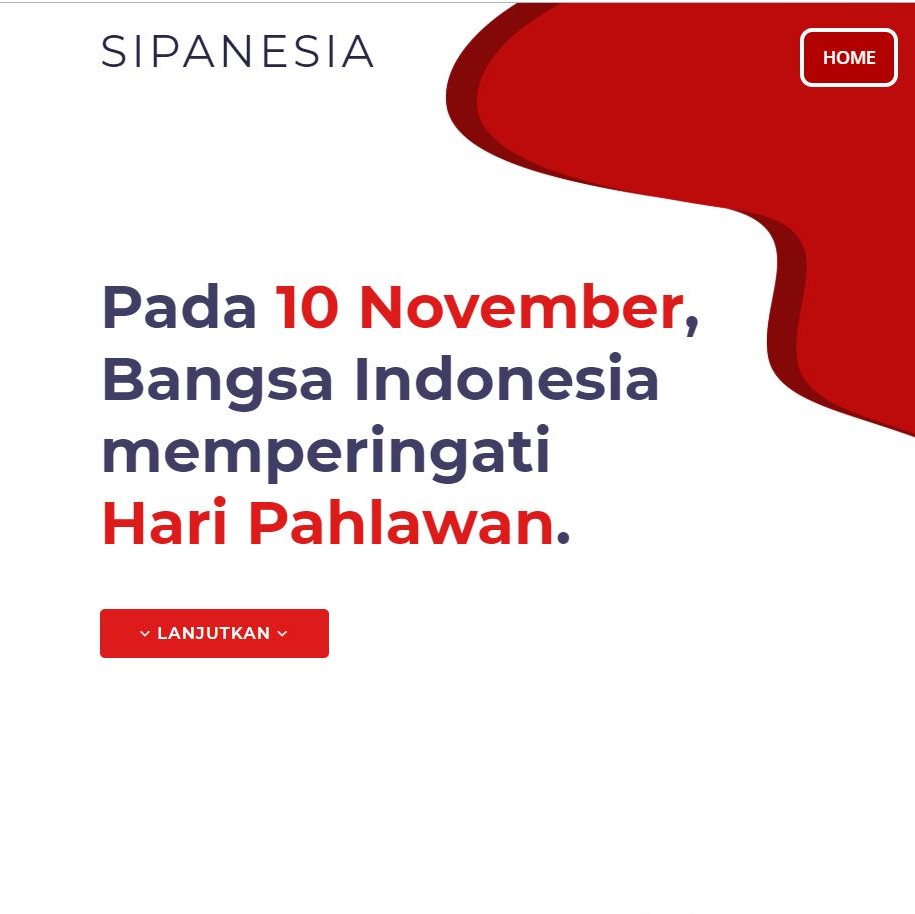 SIPANESIA
HOME
Pada 10 November,
Bangsa Indonesia
memperingati
Hari Pahlawan.
LANJUTKAN